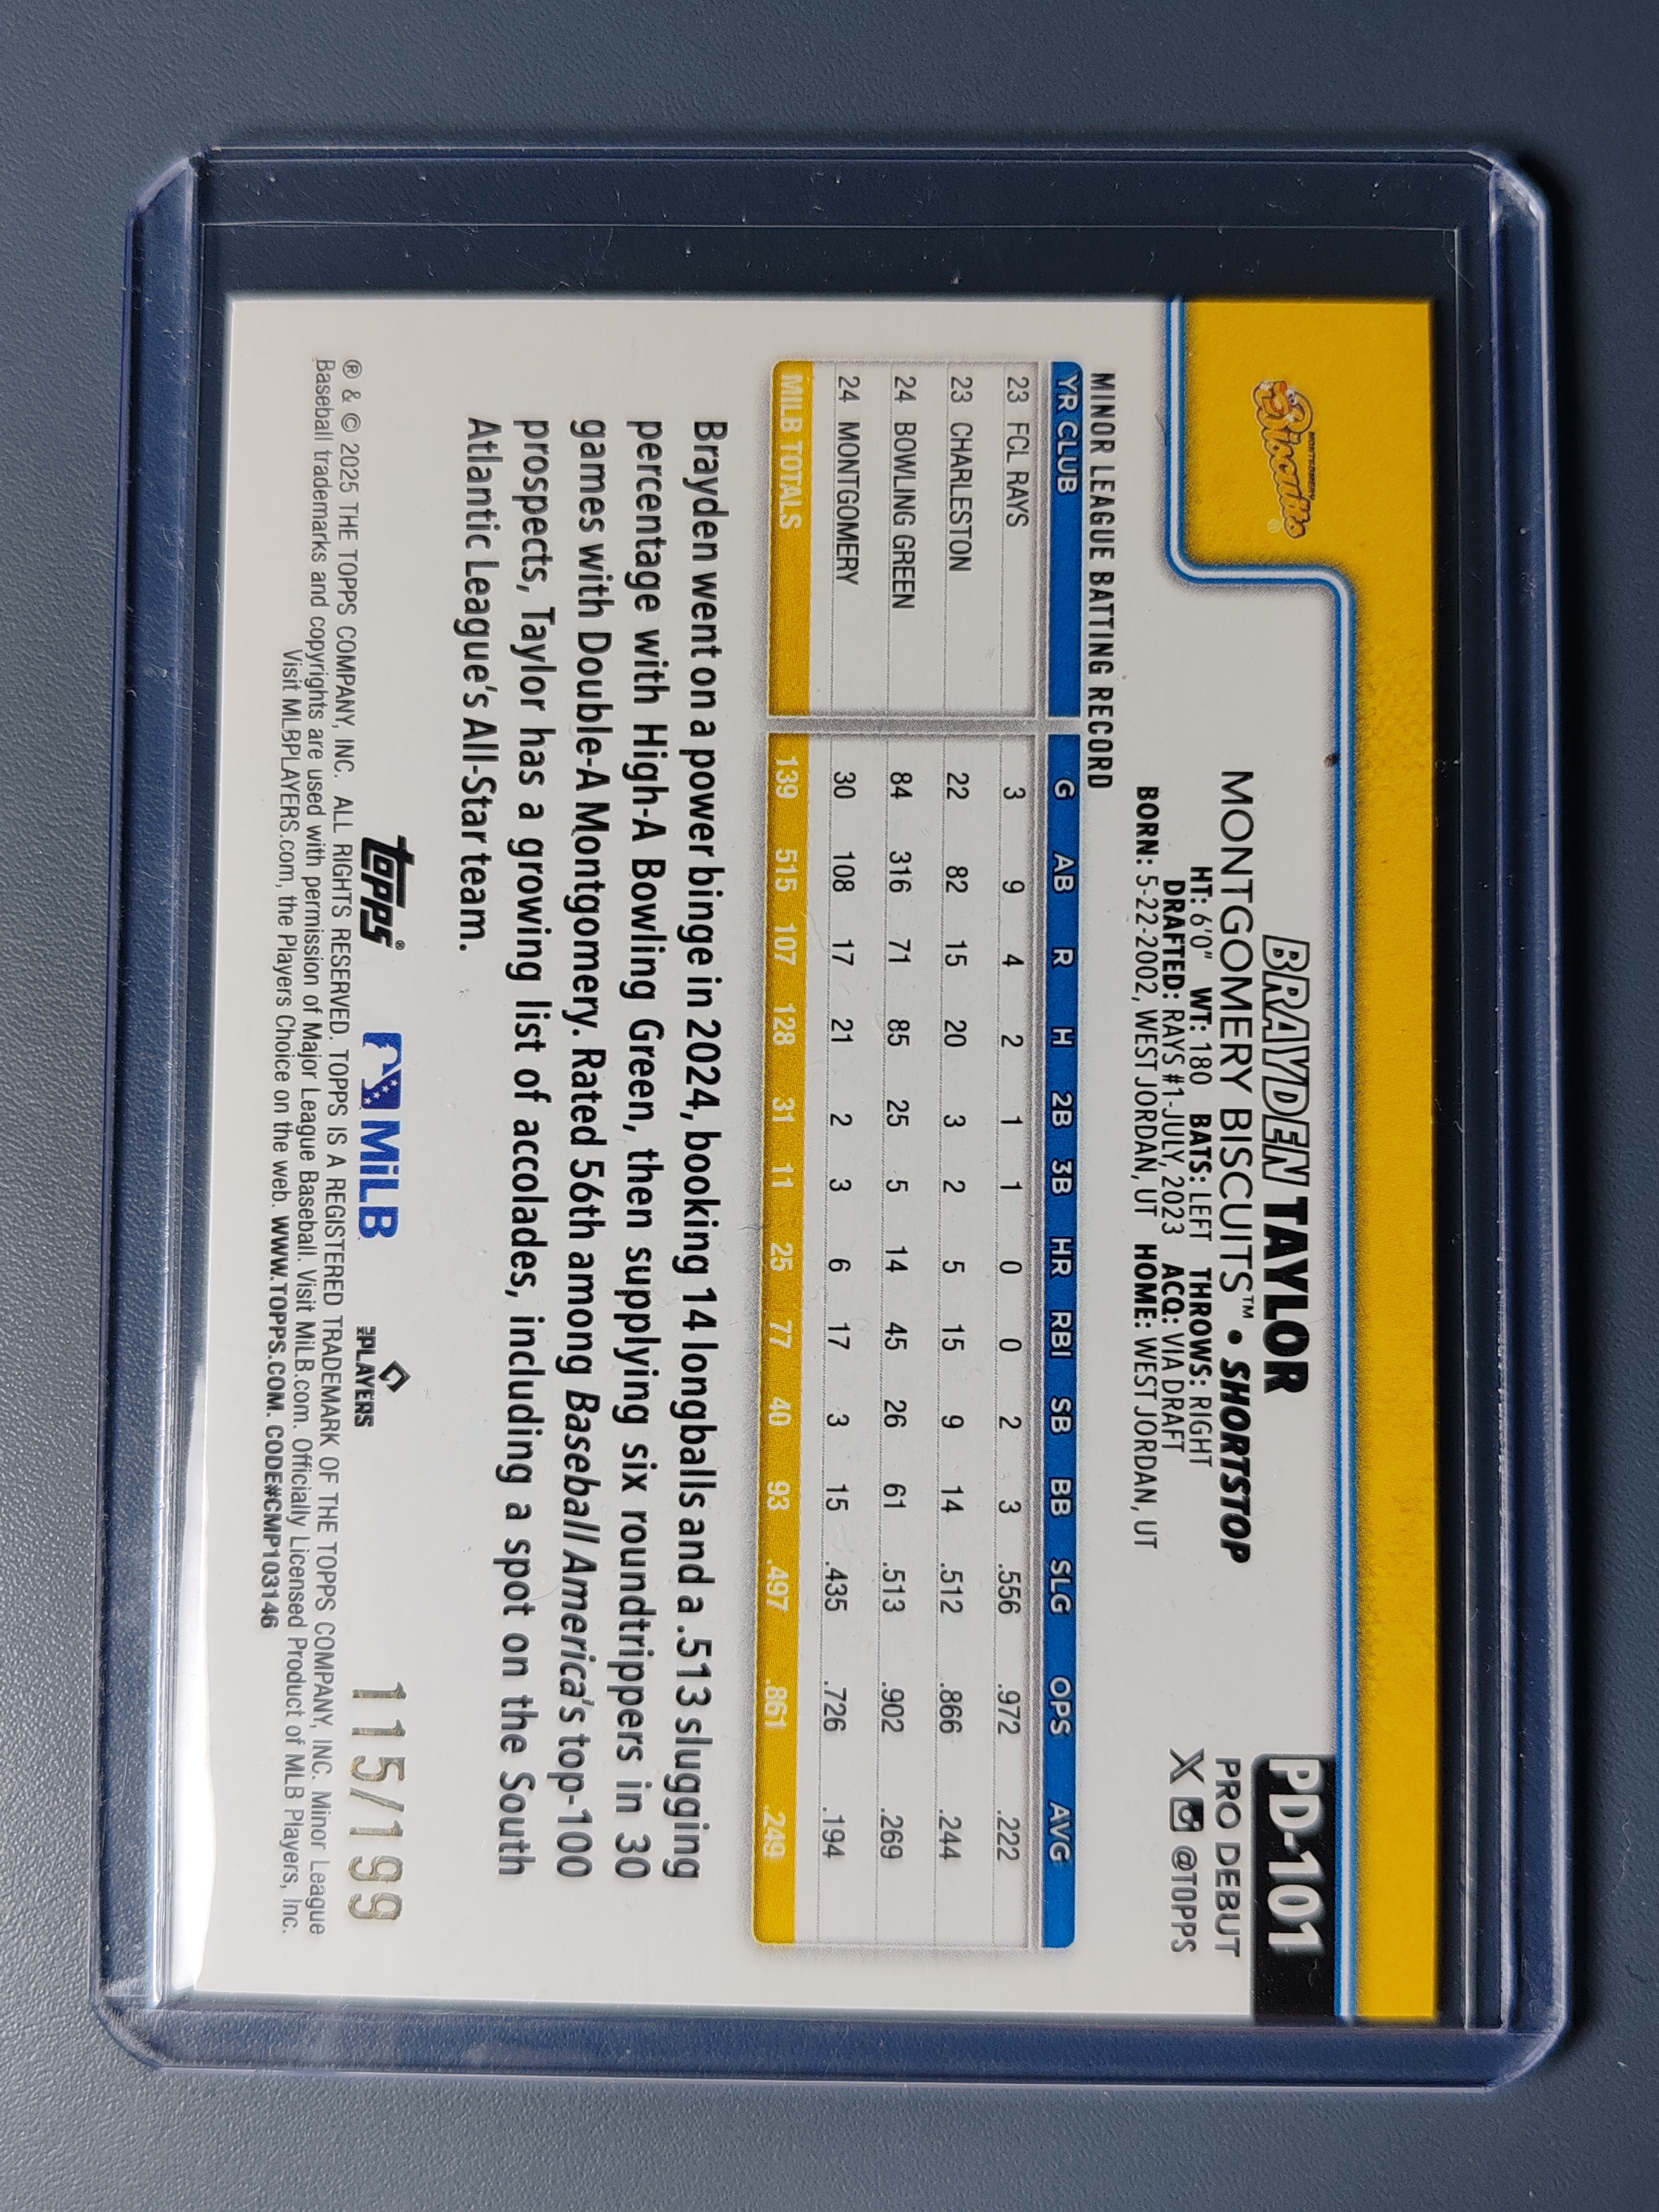 MONTGOMERY
Biscuits®
BRAYDEN TAYLOR
MONTGOMERY BISCUITS™ • SHORTSTOP
HT: 6'0" WT: 180 BATS: LEFT THROWS: RIGHT
DRAFTED: RAYS #1-JULY, 2023 ACQ: VIA DRAFT
BORN: 5-22-2002, WEST JORDAN, UT HOME: WEST JORDAN, UT
PD-101
PRO DEBUT
X @TOPPS
MINOR LEAGUE BATTING RECORD
YR CLUB G AB R H 2B 3B HR RBI SB BB SLG OPS AVG
23 FCL RAYS 3 9 4 2 1 1 0 0 2 3 .556 .972 .222
23 CHARLESTON 22 82 15 20 3 2 5 15 9 14 .512 .866 .244
24 BOWLING GREEN 84 316 71 85 25 5 14 45 26 61 .513 .902 .269
24 MONTGOMERY 30 108 17 21 2 3 6 17 3 15 .435 .726 .194
MILB TOTALS 139 515 107 128 31 11 25 77 40 93 .497 .861 .249
Brayden went on a power binge in 2024, booking 14 longballs and a .513 slugging
percentage with High-A Bowling Green, then supplying six roundtrippers in 30
games with Double-A Montgomery. Rated 56th among Baseball America's top-100
prospects, Taylor has a growing list of accolades, including a spot on the South
Atlantic League's All-Star team.
topps® MiLB MLB PLAYERS 115/199
® & © 2025 THE TOPPS COMPANY, INC. ALL RIGHTS RESERVED. TOPPS IS A REGISTERED TRADEMARK OF THE TOPPS COMPANY, INC. Minor League
Baseball trademarks and copyrights are used with permission of Major League Baseball. Visit MiLB.com. Officially Licensed Product of MLB Players, Inc.
Visit MLBPLAYERS.com, the Players Choice on the web. WWW.TOPPS.COM. CODE#CMP103146